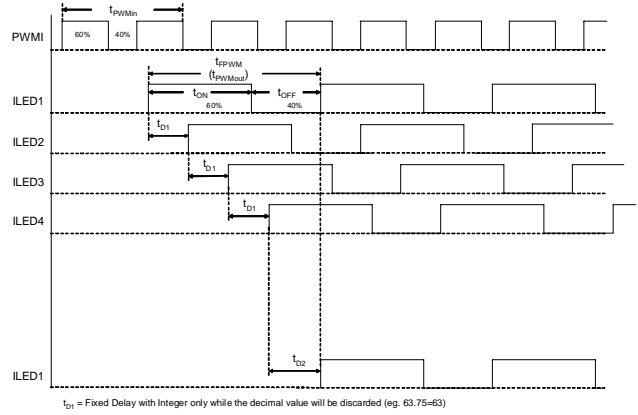 tPWMin
PWMI
60%
40%
tFPWM
(tPWMout)
tON
tOFF
60%
40%
ILED1
tD1
ILED2
tD1
ILED3
tD1
ILED4
tD2
ILED1
tD1 = Fixed Delay with Integer only while the decimal value will be discarded (eg. 63.75=63)